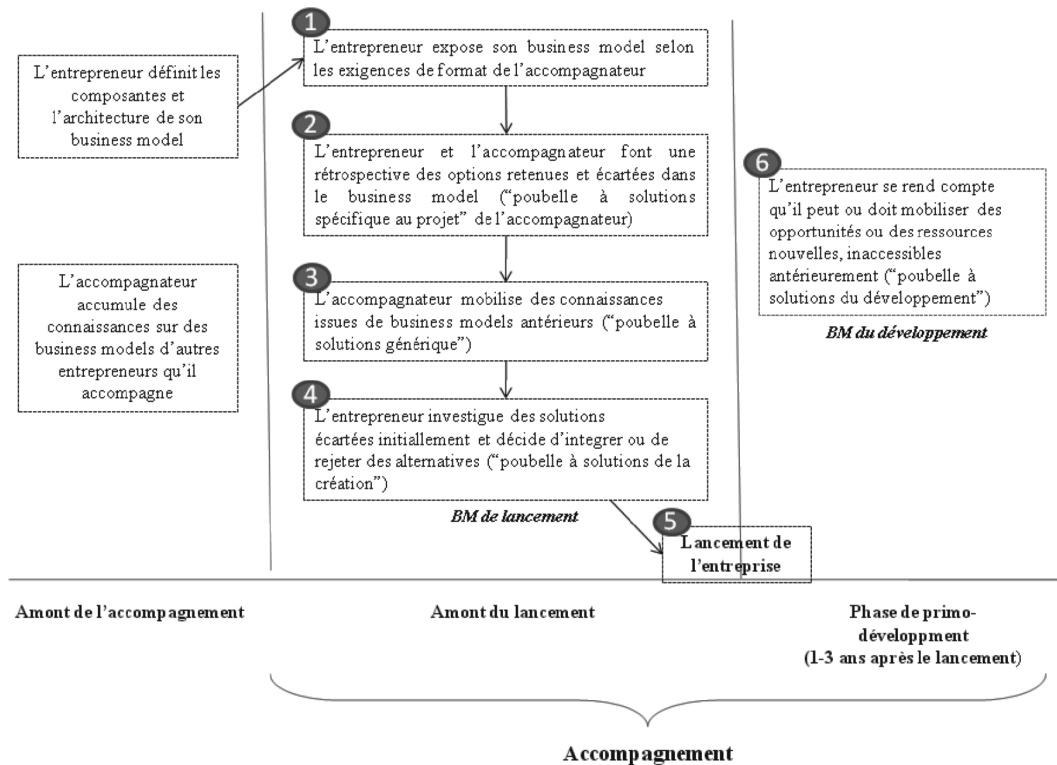 L'entrepreneur définit les
composantes et
l'architecture de son
business model
L'accompagnateur
accumule des
connaissances sur des
business models d'autres
entrepreneurs qu'il
accompagne
1
L'entrepreneur expose son business model selon
les exigences de format de l'accompagnateur
2
L'entrepreneur et l'accompagnateur font une
rétrospective des options retenues et écartées dans
le business model ("poubelle à solutions
spécifique au projet" de l'accompagnateur)
3
L'accompagnateur mobilise des connaissances
issues de business models antérieurs ("poubelle à
solutions générique")
4
L'entrepreneur investigue des solutions
écartées initiallement et décide d'integrer ou de
rejeter des alternatives ("poubelle à solutions de la
création")
BM de lancement
5
Lancement de
l'entreprise
6
L'entrepreneur se rend compte
qu'il peut ou doit mobiliser des
opportunités ou des ressources
nouvelles, inaccessibles
antérieurement ("poubelle à
solutions du développement")
BM du développement
Amont de l'accompagnement
Amont du lancement
Phase de primo-
développment
(1-3 ans après le lancement)
Accompagnement